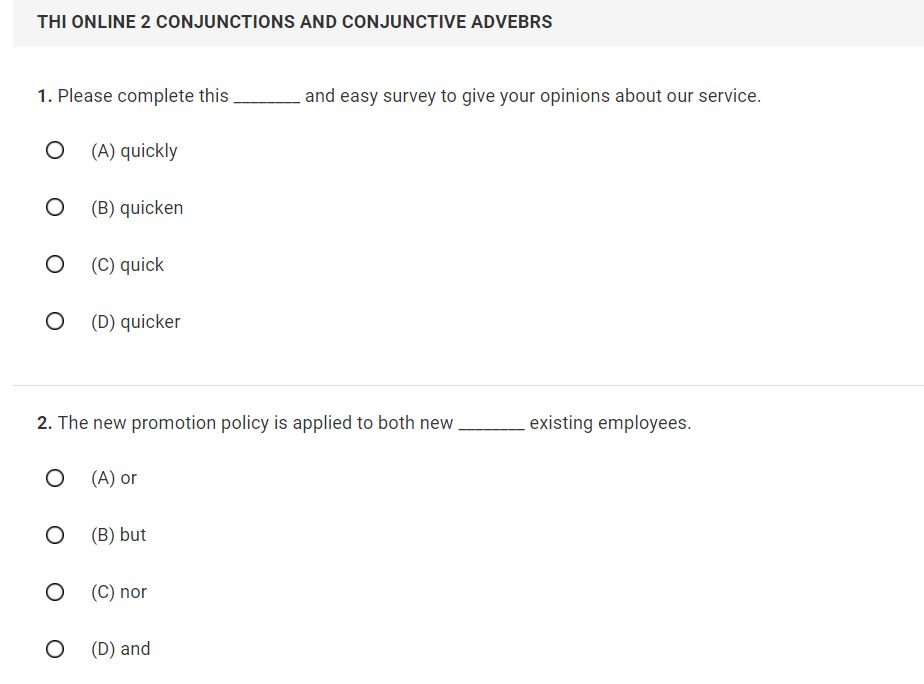 THI ONLINE 2 CONJUNCTIONS AND CONJUNCTIVE ADVEBRS
1. Please complete this ________ and easy survey to give your opinions about our service.
(A) quickly
(B) quicken
(C) quick
(D) quicker
2. The new promotion policy is applied to both new ________ existing employees.
(A) or
(B) but
(C) nor
(D) and